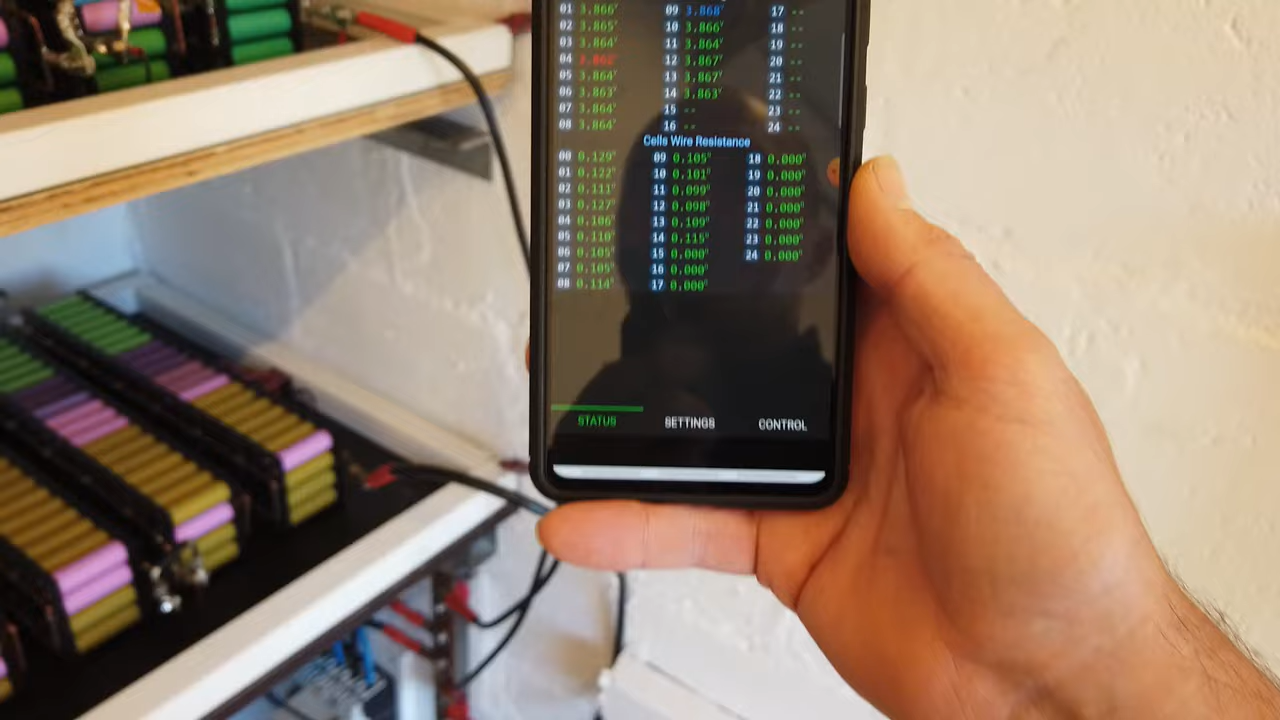 01 3.866v 09 3.868v 17 --
02 3.865v 10 3.866v 18 --
03 3.864v 11 3.864v 19 --
04 3.862v 12 3.867v 20 --
05 3.864v 13 3.867v 21 --
06 3.863v 14 3.863v 22 --
07 3.864v 15 -- 23 --
08 3.864v 16 -- 24 --
Cells Wire Resistance
00 0.129Ω 09 0.105Ω 18 0.000Ω
01 0.122Ω 10 0.101Ω 19 0.000Ω
02 0.111Ω 11 0.099Ω 20 0.000Ω
03 0.127Ω 12 0.098Ω 21 0.000Ω
04 0.106Ω 13 0.109Ω 22 0.000Ω
05 0.110Ω 14 0.115Ω 23 0.000Ω
06 0.105Ω 15 0.000Ω 24 0.000Ω
07 0.105Ω 16 0.000Ω
08 0.114Ω 17 0.000Ω
STATUS SETTINGS CONTROL